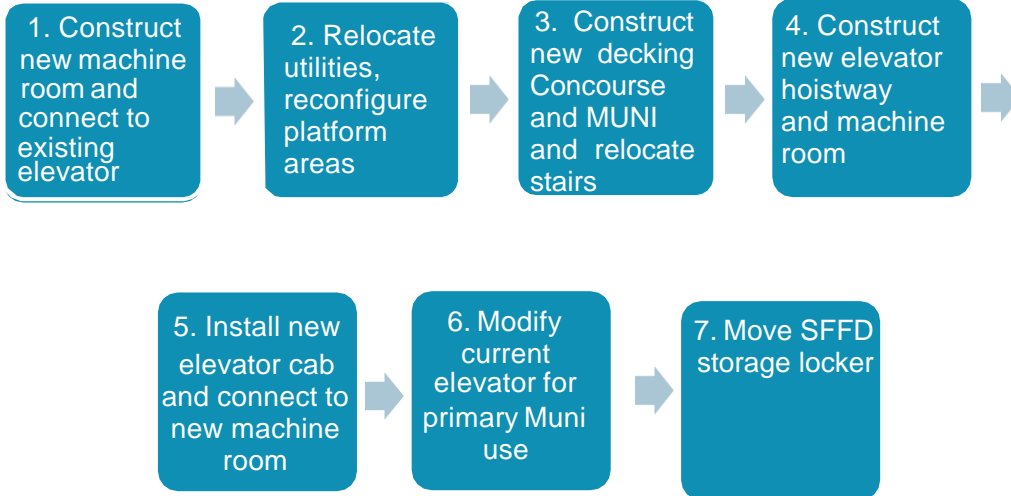 1. Construct
new machine
room and
connect to
existing
elevator
2. Relocate
utilities,
reconfigure
platform
areas
3. Construct
new decking
Concourse
and MUNI
and relocate
stairs
4. Construct
new elevator
hoistway
and machine
room
5. Install new
elevator cab
and connect to
new machine
room
6. Modify
current
elevator for
primary Muni
use
7. Move SFFD
storage locker